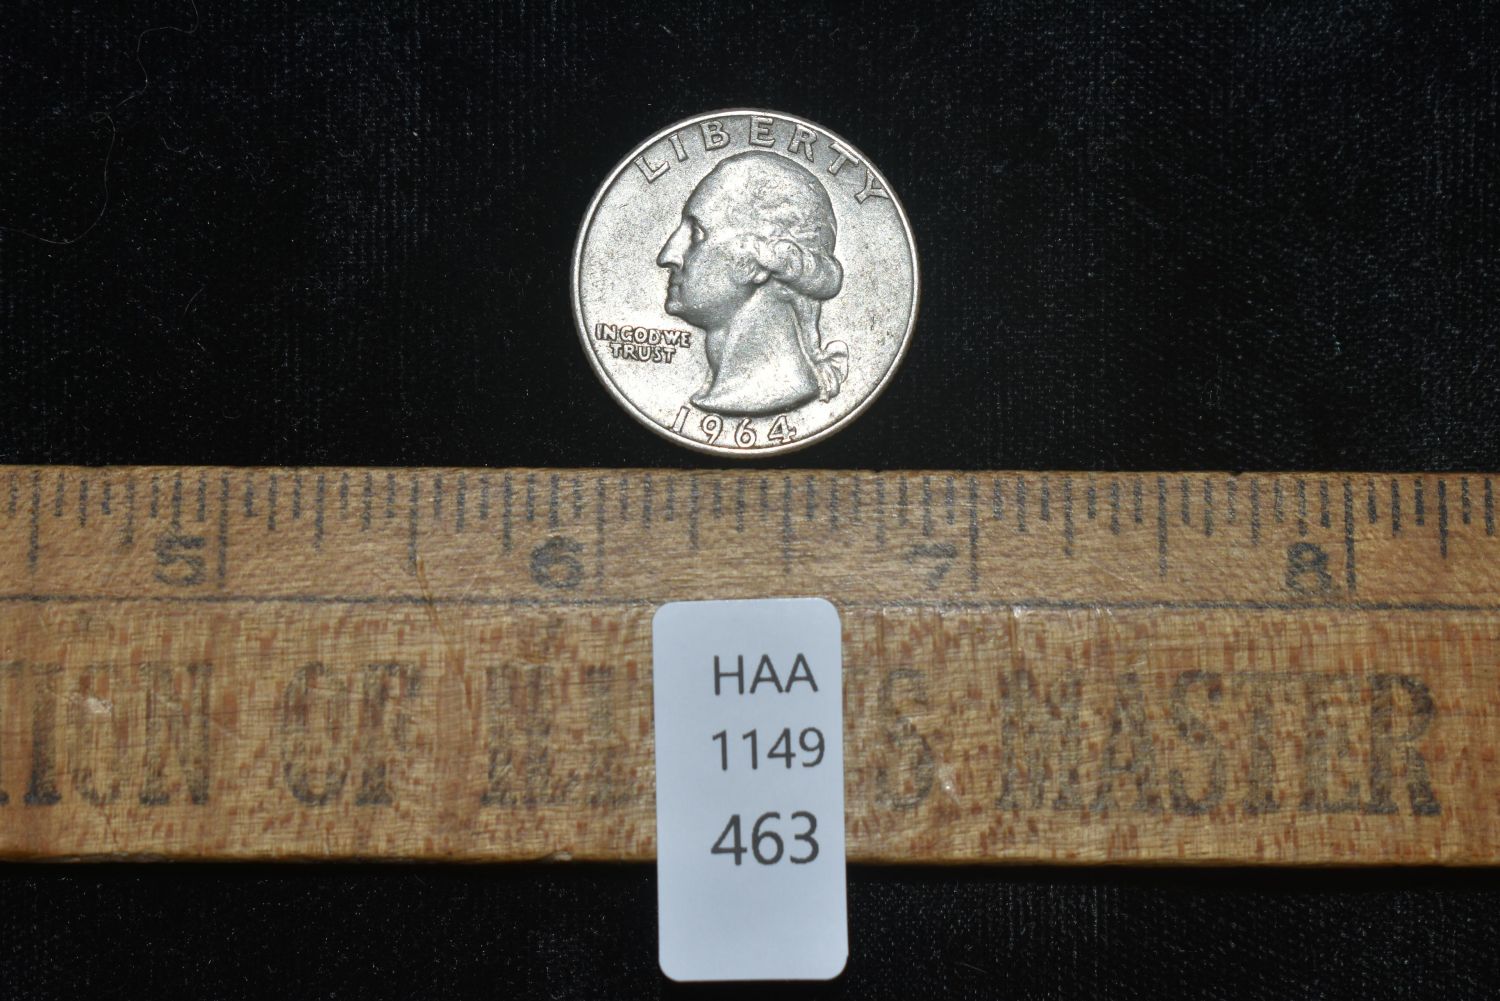 LIBERTY
IN GOD WE
TRUST
1964
5 6 7 8
HAA
1149
463
MASTER